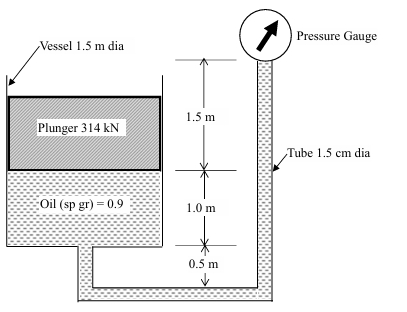 Vessel 1.5 m dia
Pressure Gauge
1.5 m
Plunger 314 kN
Tube 1.5 cm dia
Oil (sp gr) = 0.9
1.0 m
0.5 m